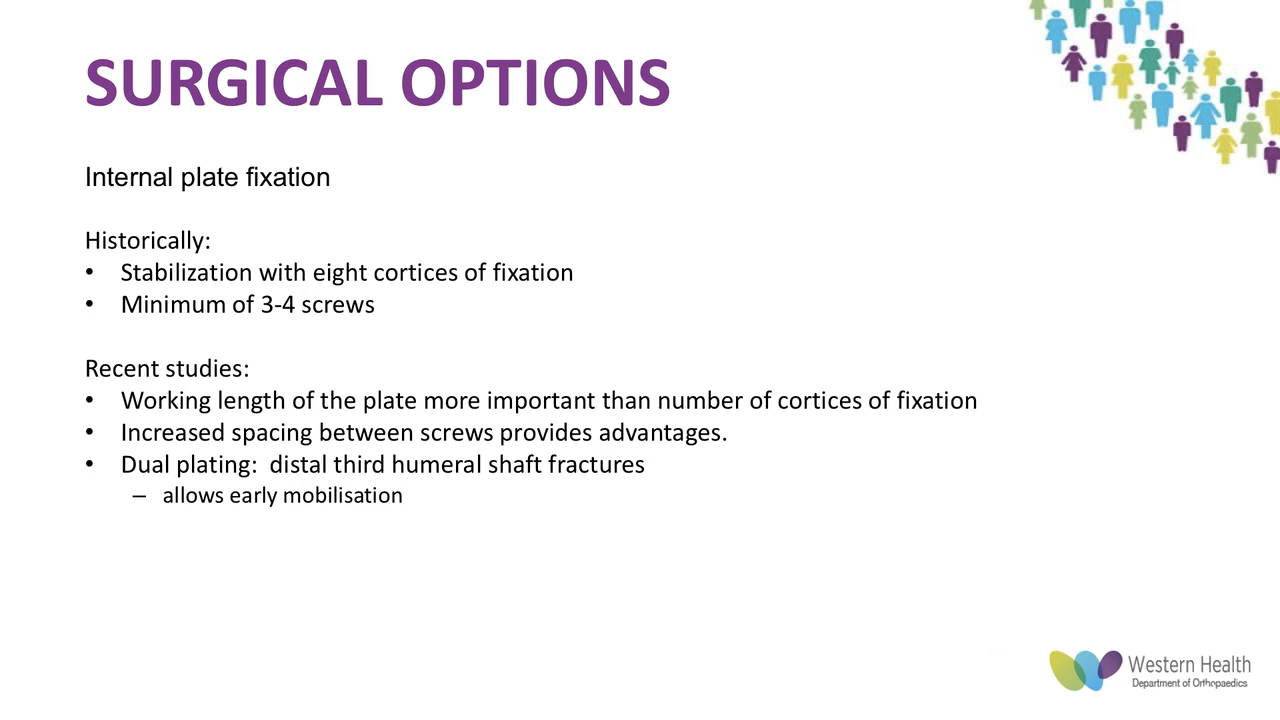 SURGICAL OPTIONS
Internal plate fixation
Historically:
• Stabilization with eight cortices of fixation
• Minimum of 3-4 screws
Recent studies:
• Working length of the plate more important than number of cortices of fixation
• Increased spacing between screws provides advantages.
• Dual plating:  distal third humeral shaft fractures
– allows early mobilisation
Western Health
Department of Orthopaedics